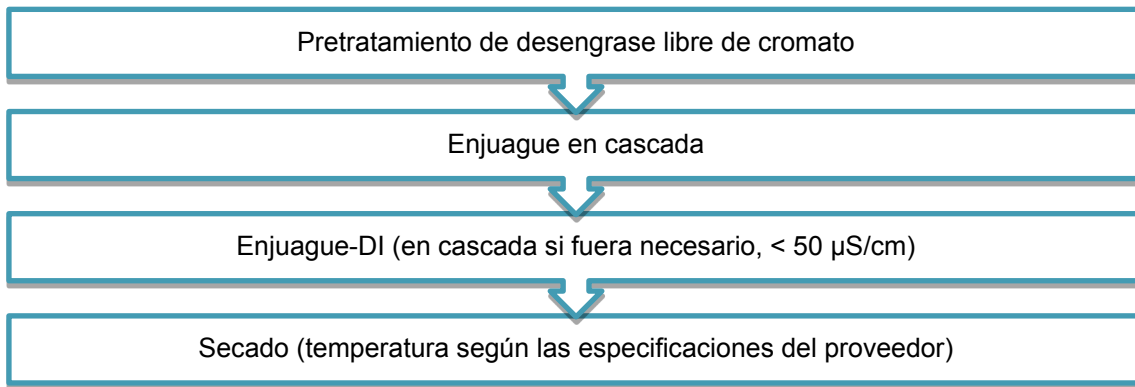 Pretratamiento de desengrase libre de cromato
Enjuague en cascada
Enjuague-DI (en cascada si fuera necesario, < 50 µS/cm)
Secado (temperatura según las especificaciones del proveedor)